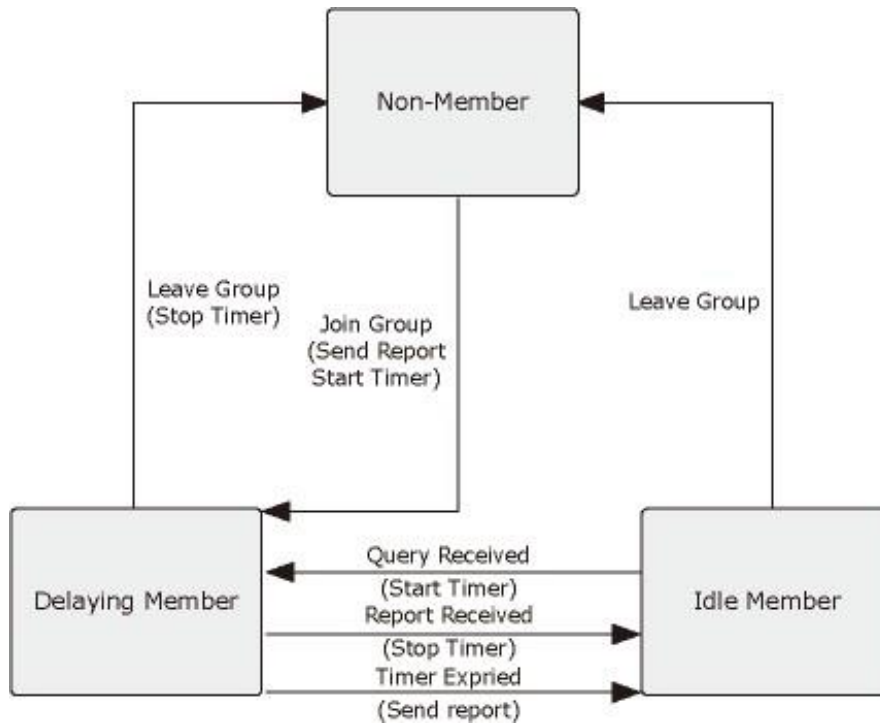 Non-Member
Leave Group
(Stop Timer)
Join Group
(Send Report
Start Timer)
Leave Group
Delaying Member
Query Received
(Start Timer)
Report Received
(Stop Timer)
Timer Expried
(Send report)
Idle Member